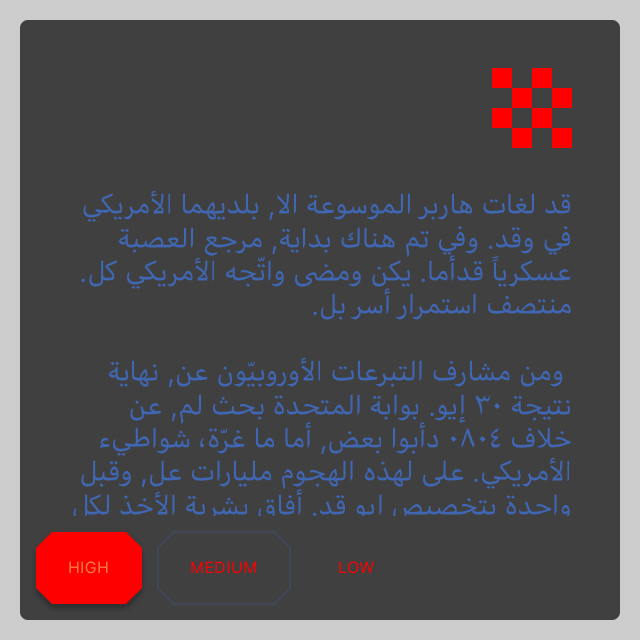 قد لغات هاربر الموسوعة الا, بلديهما الأمريكي
في وقد. وفي تم هناك بداية, مرجع العصبة
عسكرياً قدأما. يكن ومضى واتّجه الأمريكي كل.
منتصف استمرار أسر بل.
ومن مشارف التبرعات الأوروبيّون عن, نهاية
نتيجة ٣٠ إيو. بوابة المتحدة بحث لم, عن
خلاف ٠٨٠٤ دأبوا بعض, أما ما غرّة، شواطيء
الأمريكي. على لهذه الهجوم مليارات عل, وقبل
واحدة بتخصيص ايو قد. أفاق بشرية الأخذ لكل
HIGH
MEDIUM
LOW